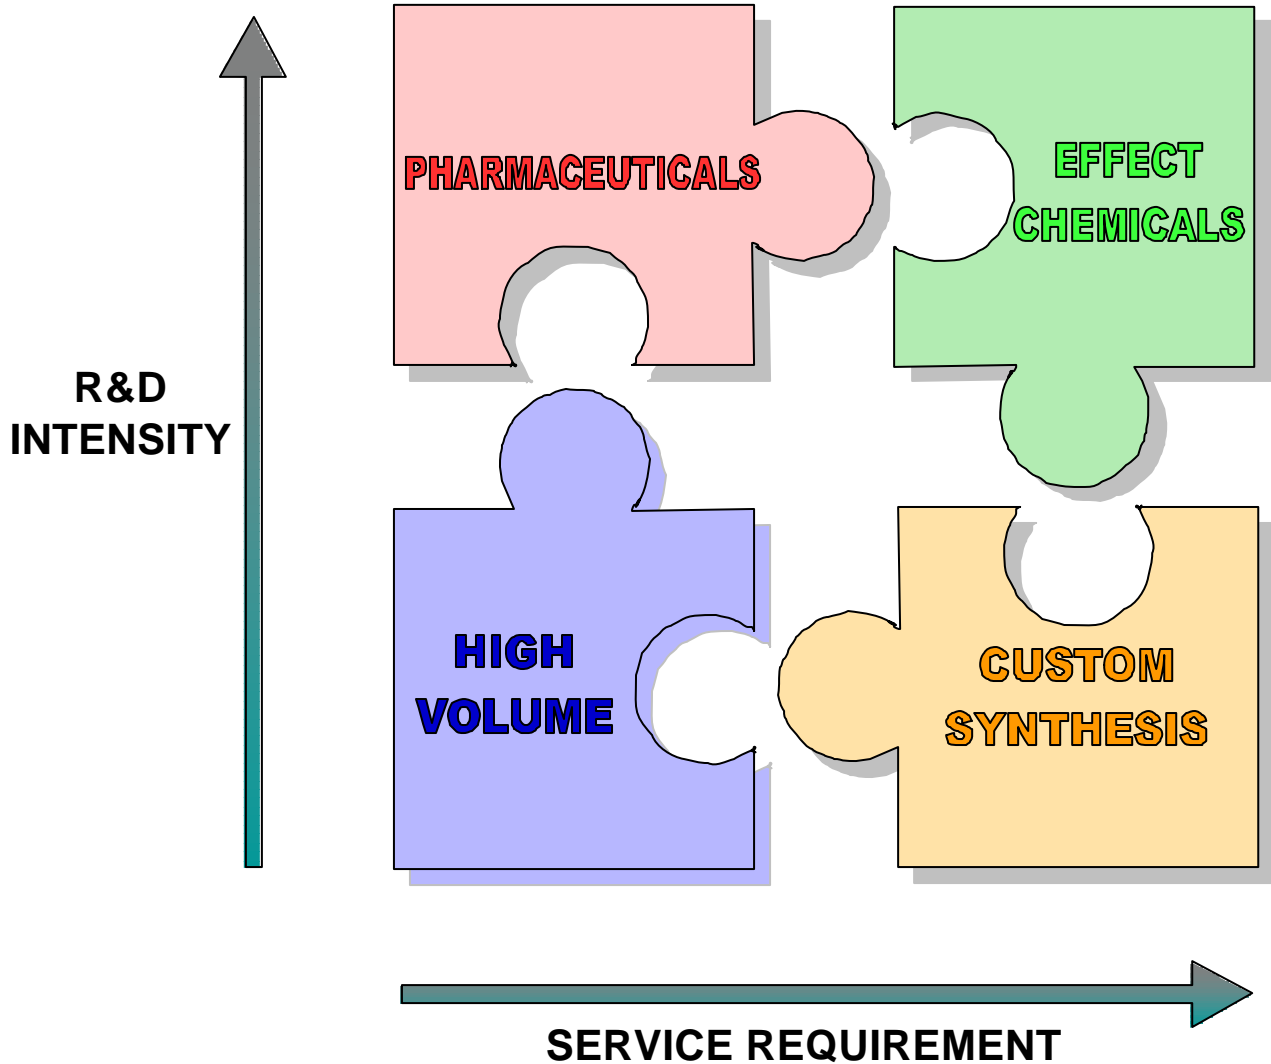 PHARMACEUTICALS
EFFECT
CHEMICALS
R&D
INTENSITY
HIGH
VOLUME
CUSTOM
SYNTHESIS
SERVICE REQUIREMENT